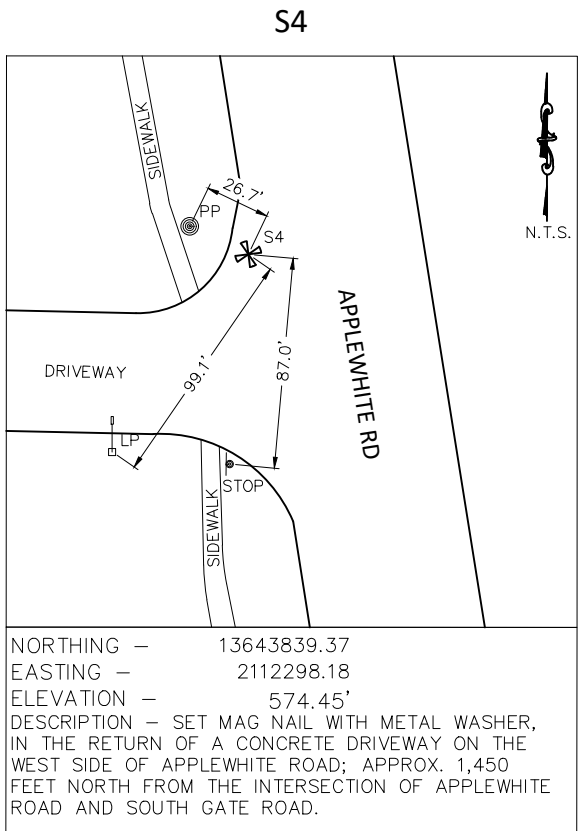 S4
SIDEWALK
26.7'
PP
S4
N.T.S.
DRIVEWAY
99.1'
87.0'
APPLEWHITE RD
LP
STOP
SIDEWALK
NORTHING – 13643839.37
EASTING – 2112298.18
ELEVATION – 574.45'
DESCRIPTION – SET MAG NAIL WITH METAL WASHER,
IN THE RETURN OF A CONCRETE DRIVEWAY ON THE
WEST SIDE OF APPLEWHITE ROAD; APPROX. 1,450
FEET NORTH FROM THE INTERSECTION OF APPLEWHITE
ROAD AND SOUTH GATE ROAD.